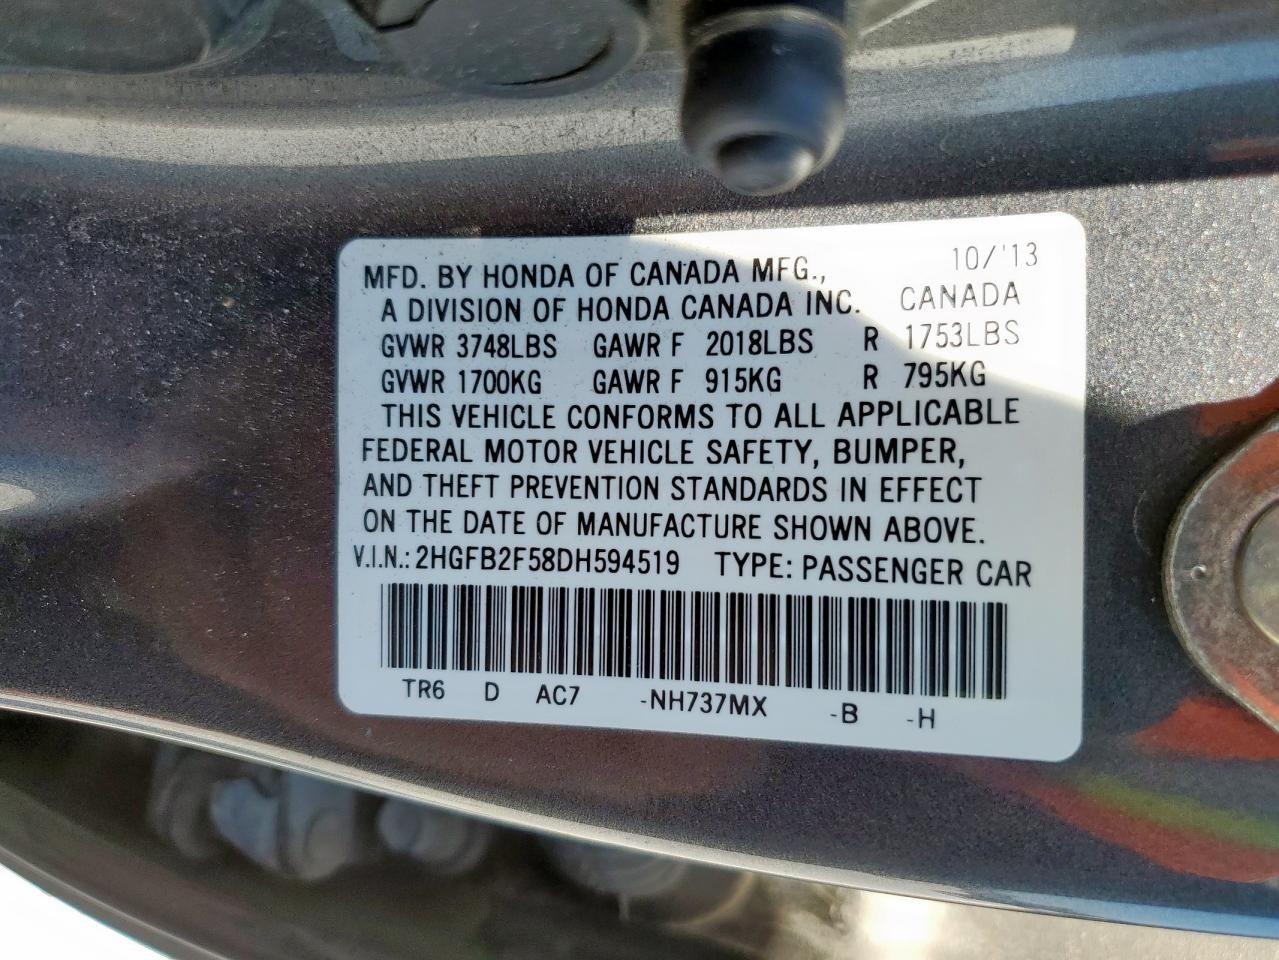 MFD. BY HONDA OF CANADA MFG., 10/'13
A DIVISION OF HONDA CANADA INC. CANADA
GVWR 3748LBS GAWR F 2018LBS R 1753LBS
GVWR 1700KG GAWR F 915KG R 795KG
THIS VEHICLE CONFORMS TO ALL APPLICABLE
FEDERAL MOTOR VEHICLE SAFETY, BUMPER,
AND THEFT PREVENTION STANDARDS IN EFFECT
ON THE DATE OF MANUFACTURE SHOWN ABOVE.
V.I.N.: 2HGFB2F58DH594519 TYPE: PASSENGER CAR
TR6 D AC7 -NH737MX -B -H